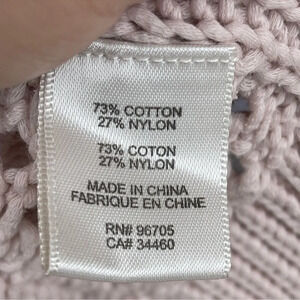 73% COTTON
27% NYLON
73% COTON
27% NYLON
MADE IN CHINA
FABRIQUE EN CHINE
RN# 96705
CA# 34460